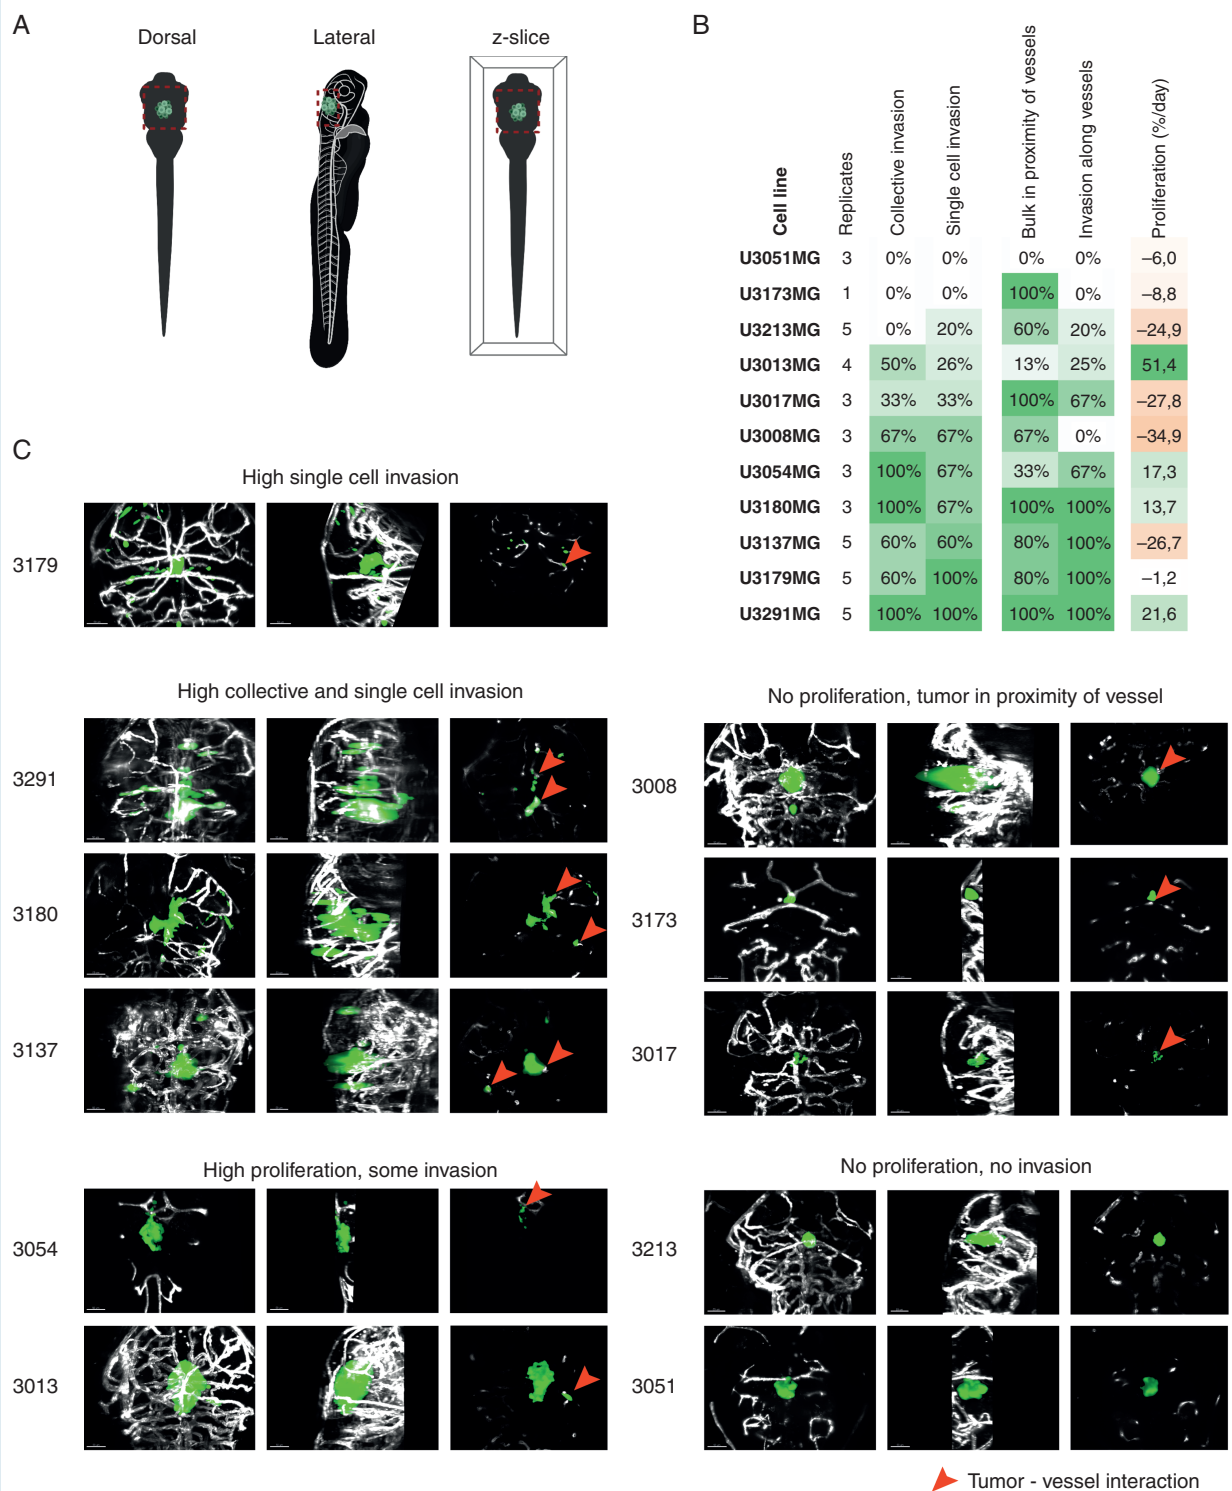 A
Dorsal
Lateral
z-slice
B
Cell line
Replicates
Collective invasion
Single cell invasion
Bulk in proximity of vessels
Invasion along vessels
Proliferation (%/day)
U3051MG 3 0% 0% 0% 0% –6,0
U3173MG 1 0% 0% 100% 0% –8,8
U3213MG 5 0% 20% 60% 20% –24,9
U3013MG 4 50% 26% 13% 25% 51,4
U3017MG 3 33% 33% 100% 67% –27,8
U3008MG 3 67% 67% 67% 0% –34,9
U3054MG 3 100% 67% 33% 67% 17,3
U3180MG 3 100% 67% 100% 100% 13,7
U3137MG 5 60% 60% 80% 100% –26,7
U3179MG 5 60% 100% 80% 100% –1,2
U3291MG 5 100% 100% 100% 100% 21,6
C
High single cell invasion
3179
High collective and single cell invasion
3291
3180
3137
High proliferation, some invasion
3054
3013
No proliferation, tumor in proximity of vessel
3008
3173
3017
No proliferation, no invasion
3213
3051
Tumor - vessel interaction